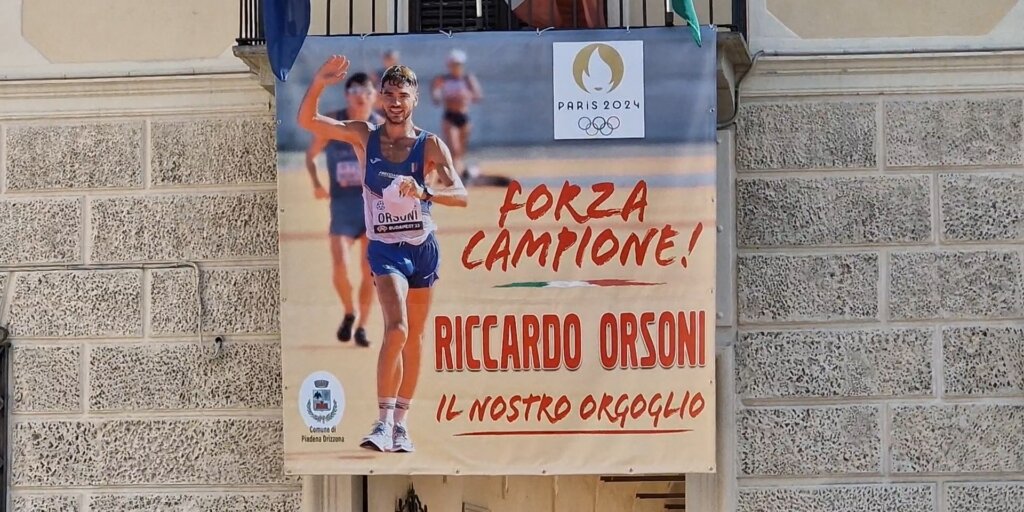 PARIS 2024
ORSONI
BUDAPEST 23
FORZA
CAMPIONE!
RICCARDO ORSONI
IL NOSTRO ORGOGLIO
Comune di
Piadena Drizzona